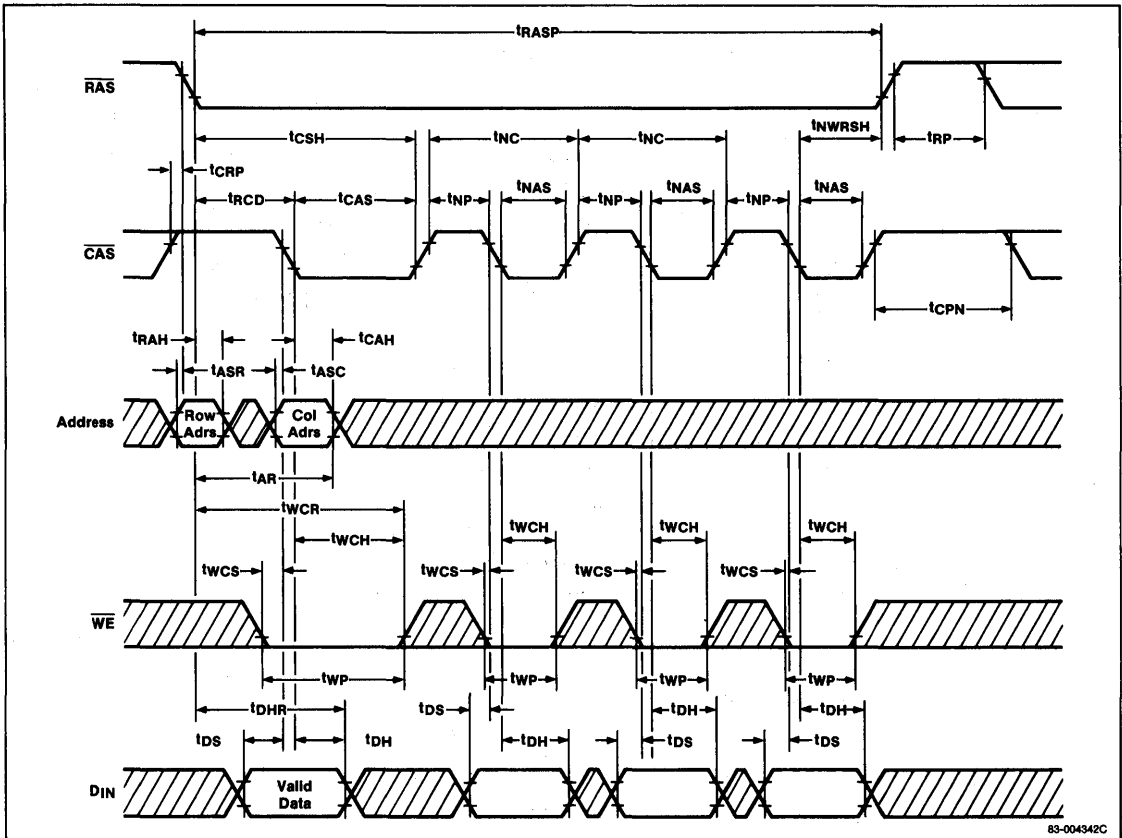 tRASP
RAS
tNWRSH
tCSH tNC tNC tRP
tCRP
tRCD tCAS tNP tNAS tNP tNAS tNP tNAS
CAS
tCPN
tRAH tCAH
tASR tASC
Address Row Adrs Col Adrs
tAR
tWCR
tWCH tWCH tWCH tWCH
tWCS tWCS tWCS tWCS
WE
tWP tWP tWP tWP
tDHR tDS tDH tDH
tDS tDH tDH tDS tDS
DIN Valid Data
83-004342C